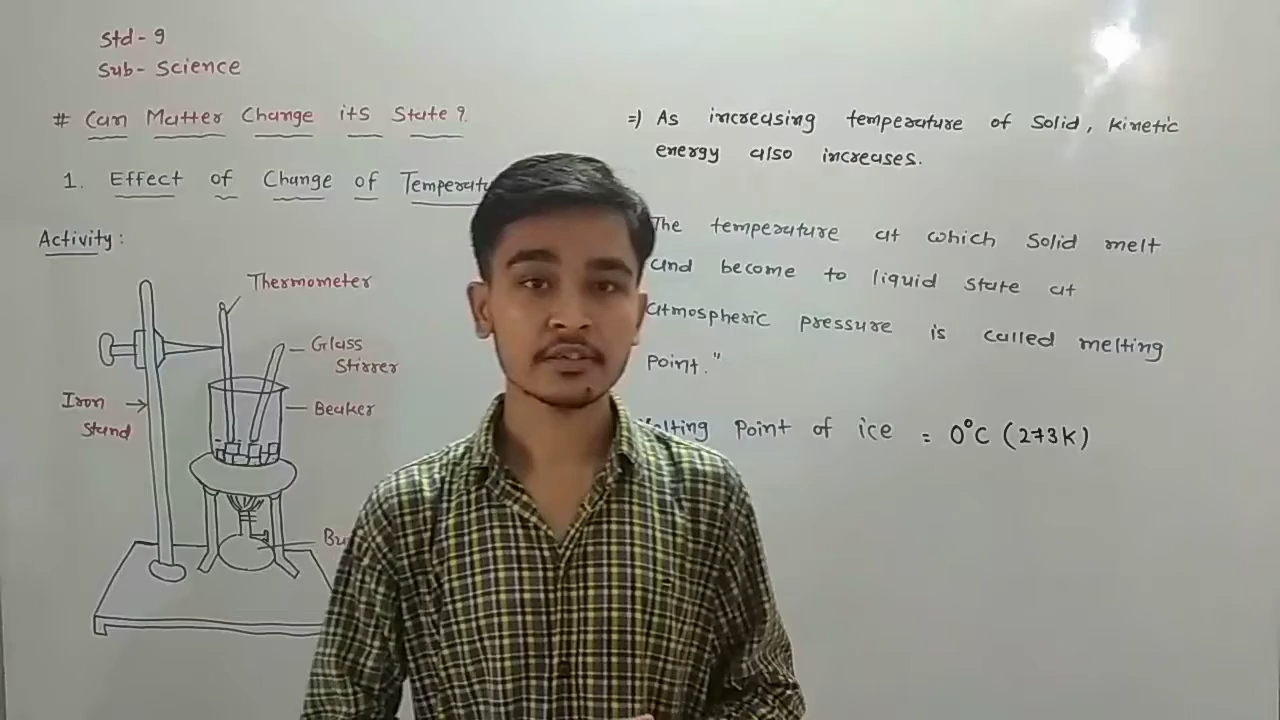 Std - 9
Sub - Science
# Can Matter Change its State ?
1. Effect of Change of
Activity :
Thermometer
Glass
Stirrer
Iron
Stand
Beaker
=) As increasing temperature of Solid, Kinetic
energy also increases.
The temperature at which Solid melt
and become to liquid state at
atmospheric pressure is called melting
Point."
Point of ice = 0°C (273K)